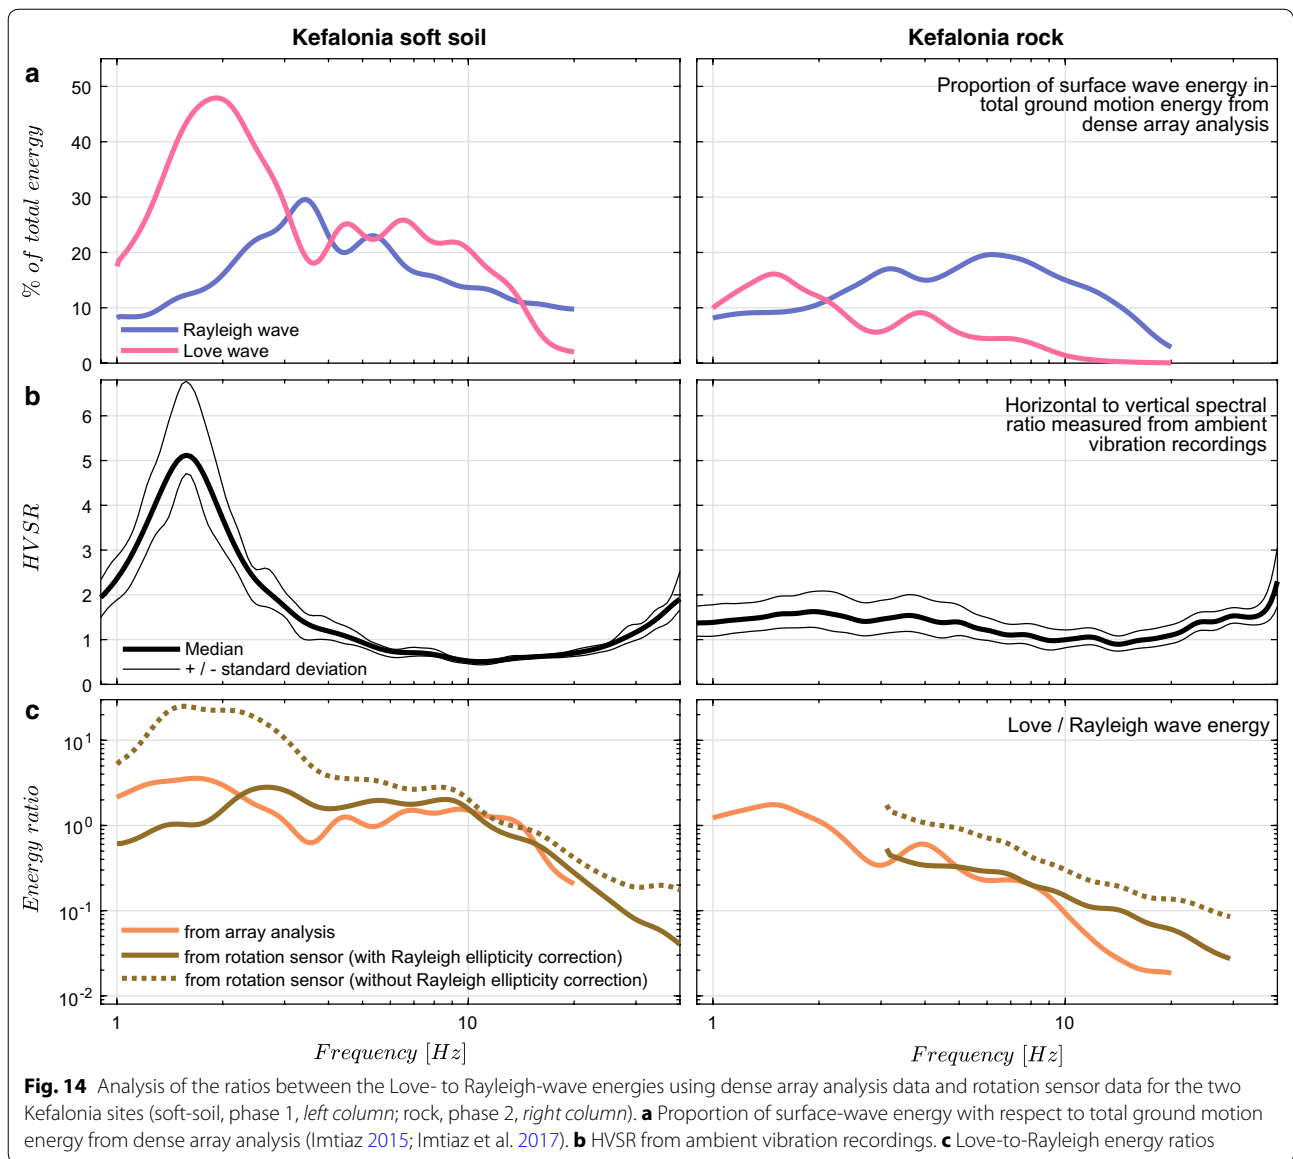 Kefalonia soft soil
Kefalonia rock
a
% of total energy
50
40
30
20
10
0
Rayleigh wave
Love wave
Proportion of surface wave energy in
total ground motion energy from
dense array analysis
b
HVSR
6
5
4
3
2
1
0
Median
+ / - standard deviation
Horizontal to vertical spectral
ratio measured from ambient
vibration recordings
c
Energy ratio
10^1
10^0
10^-1
10^-2
from array analysis
from rotation sensor (with Rayleigh ellipticity correction)
from rotation sensor (without Rayleigh ellipticity correction)
Love / Rayleigh wave energy
1
10
1
10
Frequency [Hz]
Frequency [Hz]
Fig. 14 Analysis of the ratios between the Love- to Rayleigh-wave energies using dense array analysis data and rotation sensor data for the two
Kefalonia sites (soft-soil, phase 1, left column; rock, phase 2, right column). a Proportion of surface-wave energy with respect to total ground motion
energy from dense array analysis (Imtiaz 2015; Imtiaz et al. 2017). b HVSR from ambient vibration recordings. c Love-to-Rayleigh energy ratios